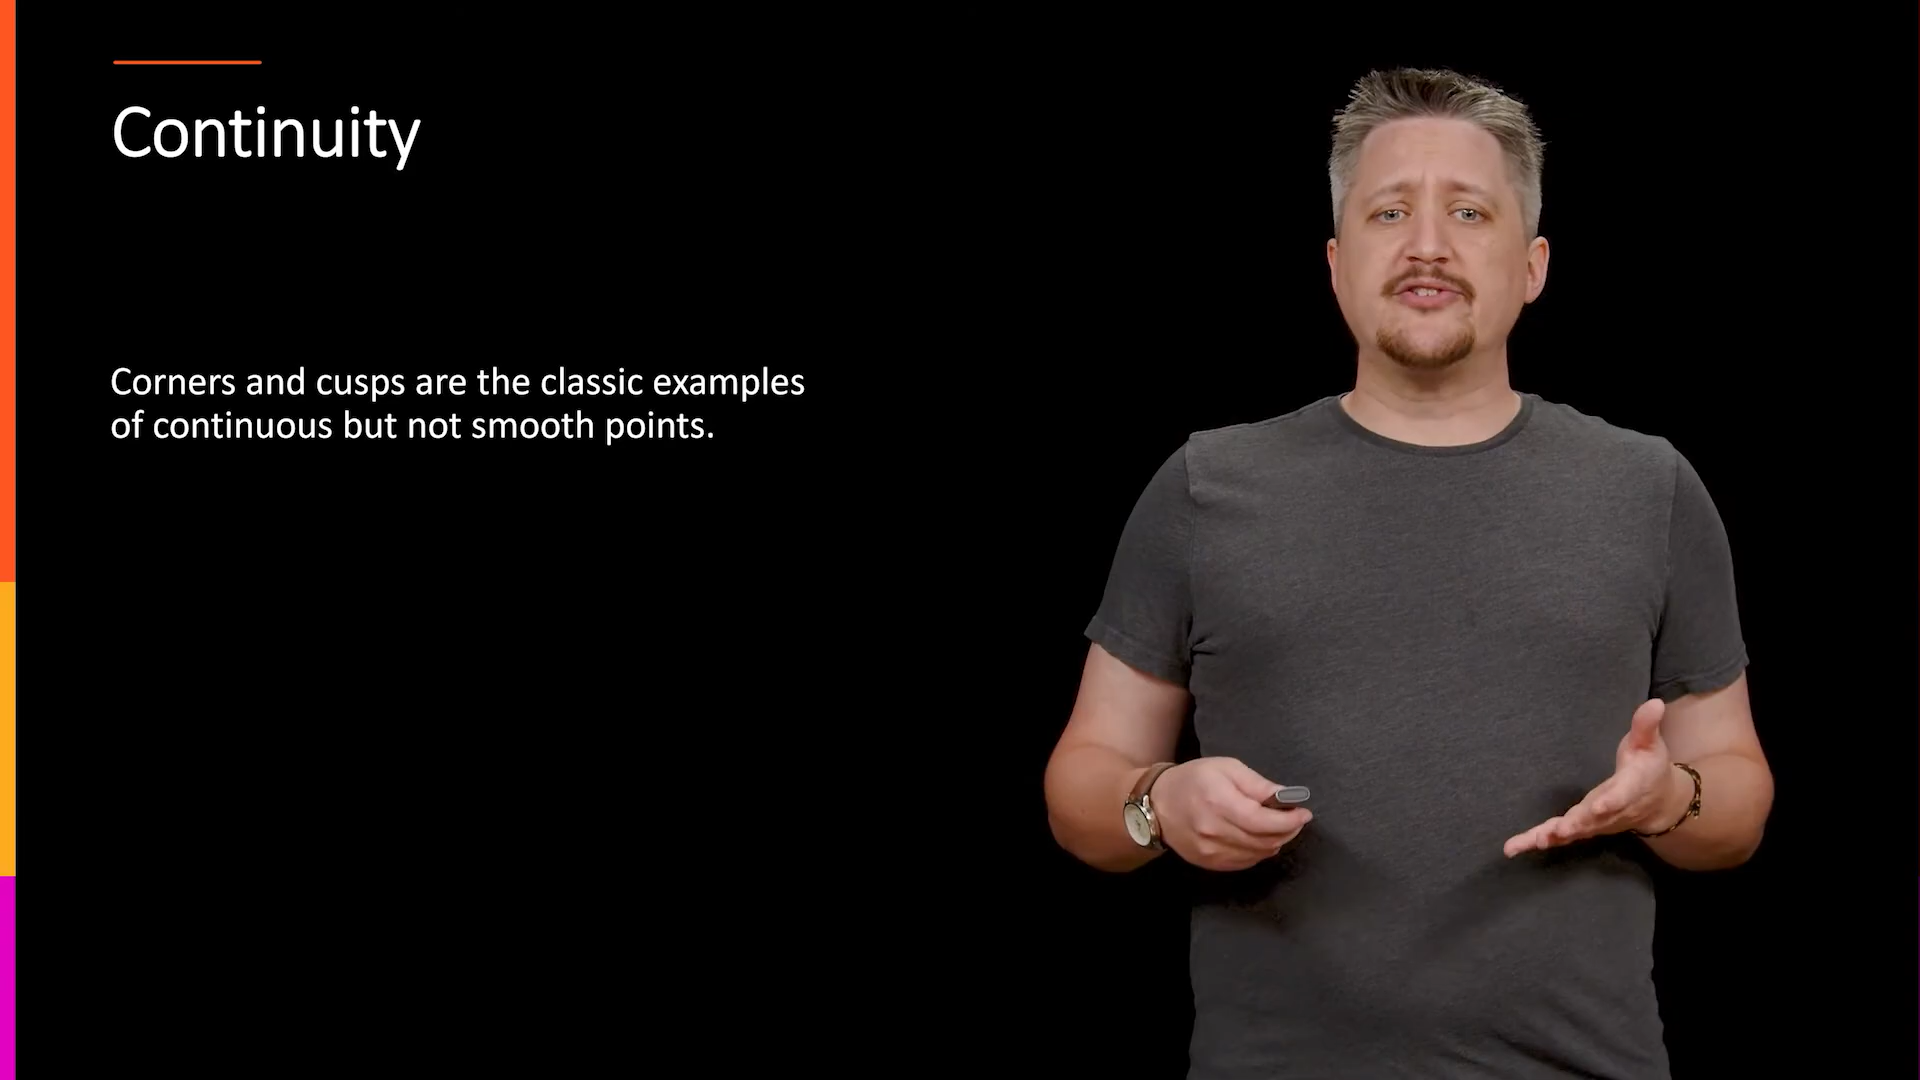 Continuity
Corners and cusps are the classic examples
of continuous but not smooth points.